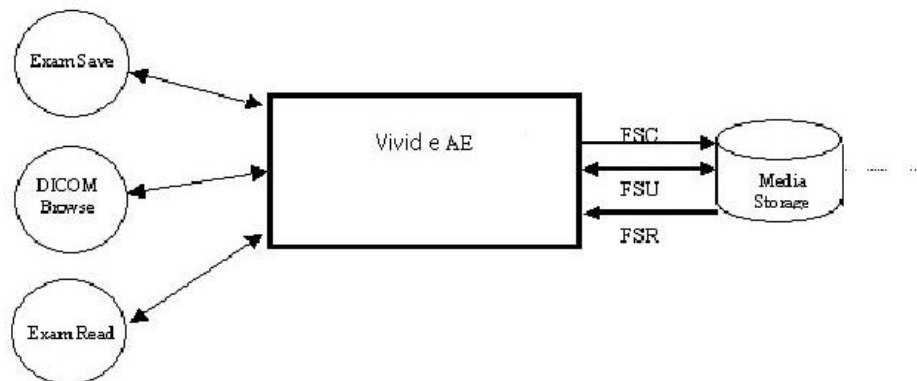 Exam Save
DICOM
Browse
Exam Read
Vivid e AE
FSC
FSU
FSR
Media
Storage